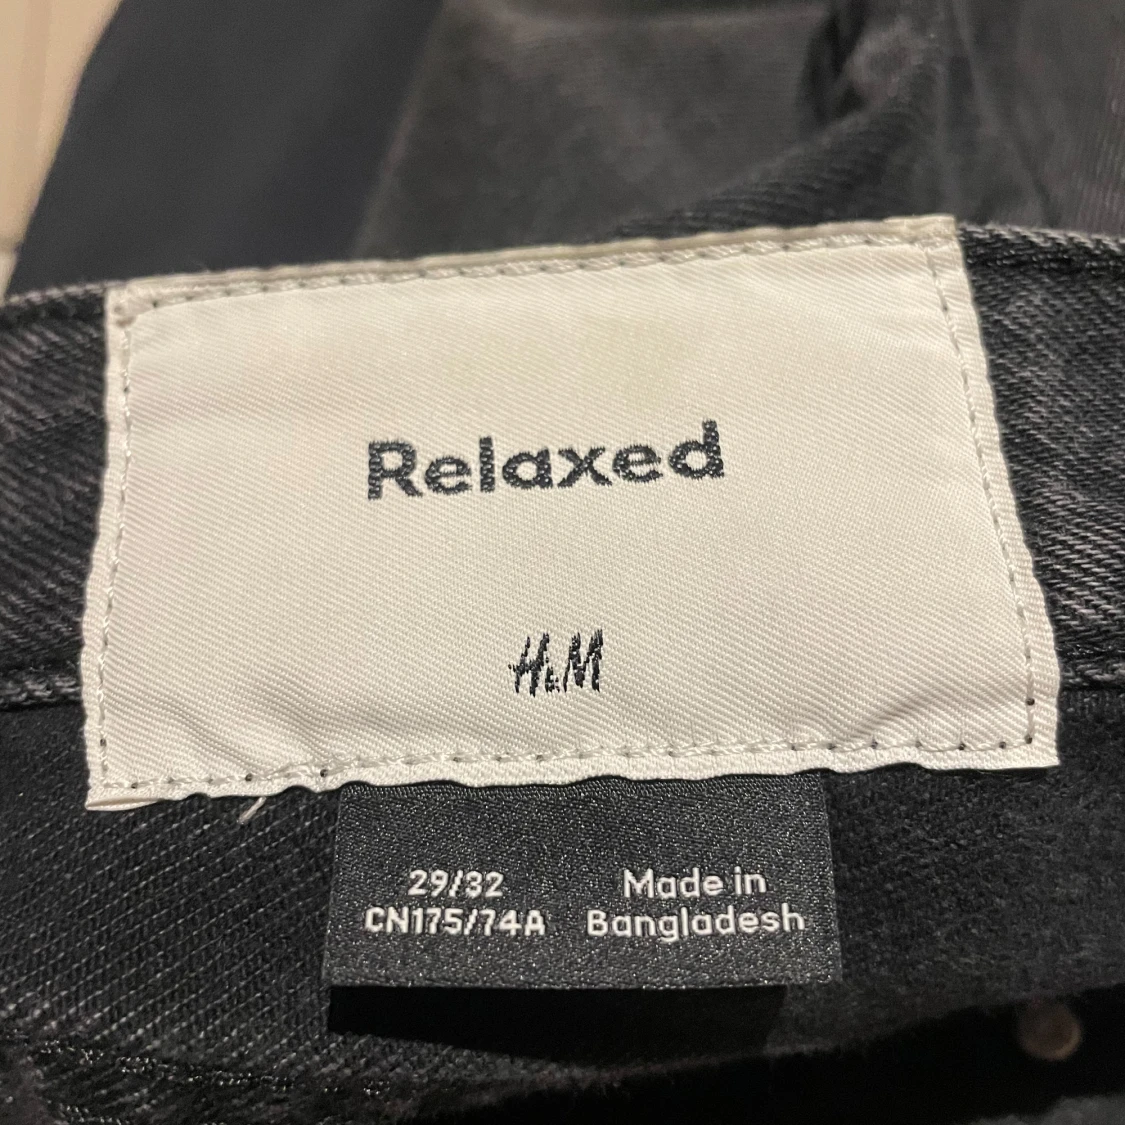 Relaxed
H&M
29/32
CN175/74A
Made in
Bangladesh